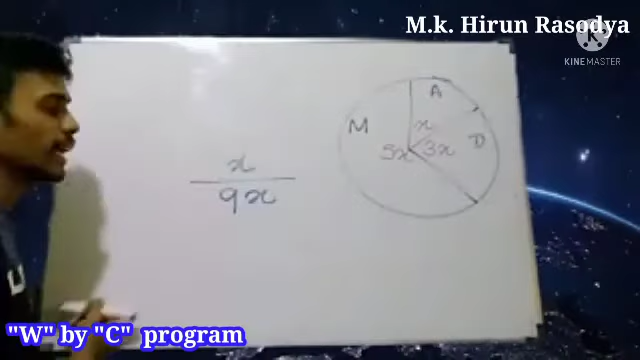 M.k. Hirun Rasodya
KINEMASTER
A
M
x
D
5x
3x
x
9x
"W" by "C" program